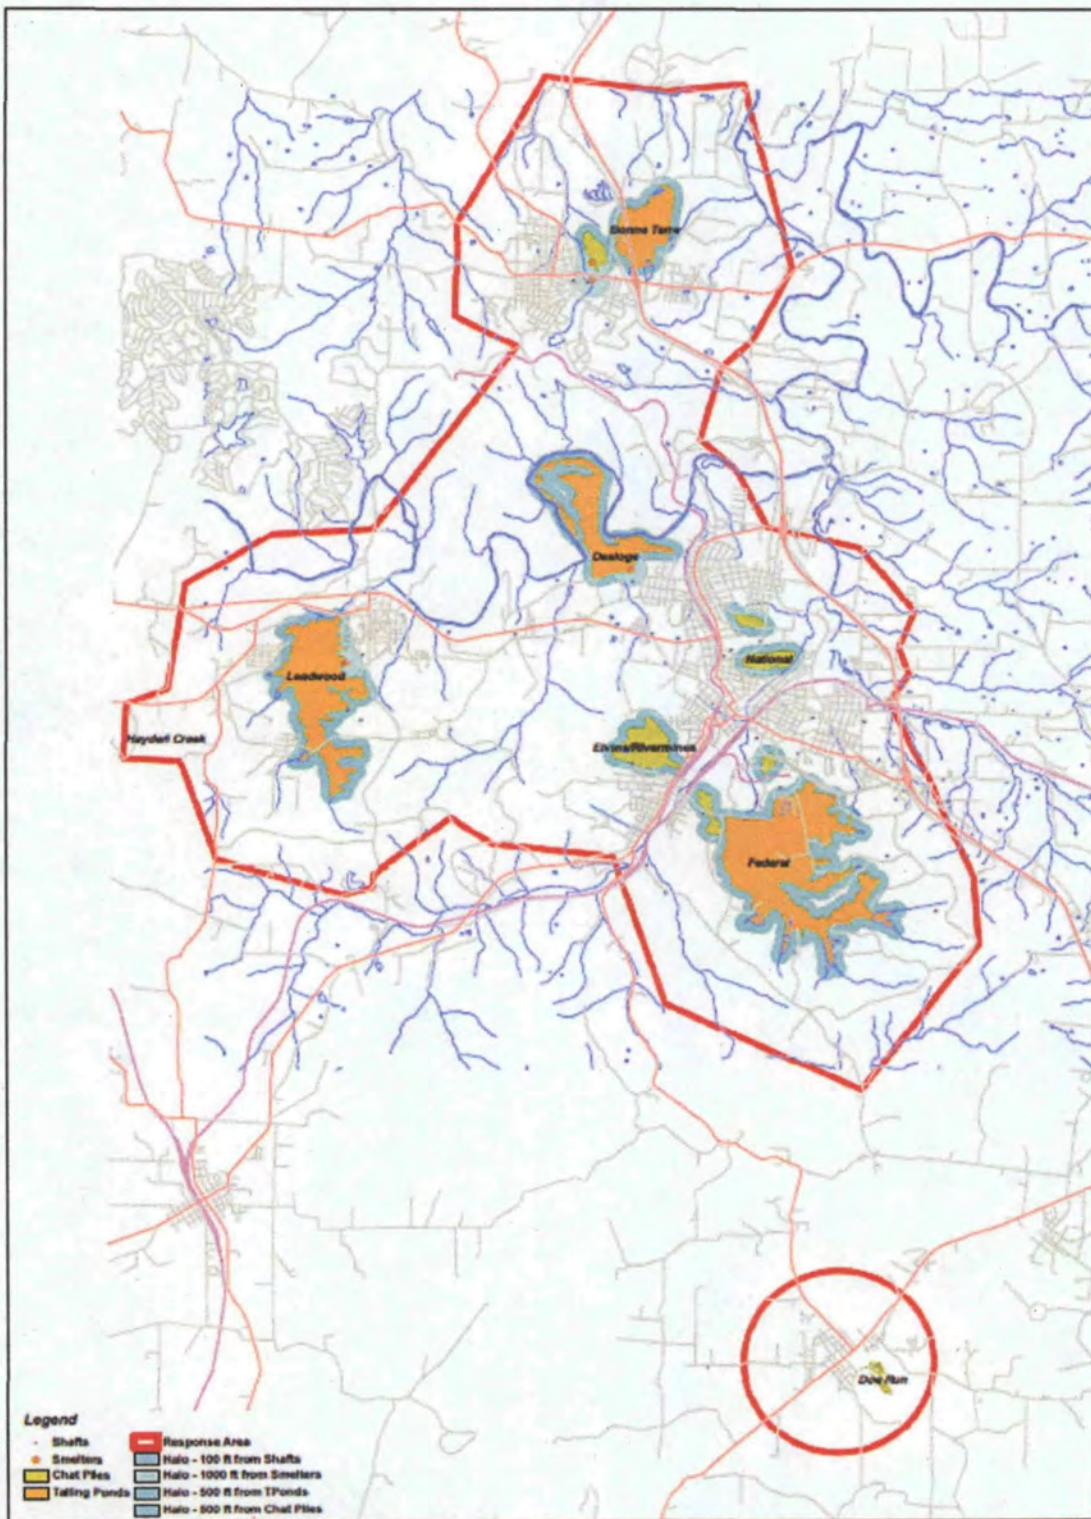 Bonne Terre
Desloge
National
Leadwood
Hayden Creek
Elvins/Rivermines
Federal
Doe Run
Legend
Shafts
Smelters
Chat Piles
Tailing Ponds
Response Area
Halo - 100 ft from Shafts
Halo - 1000 ft from Smelters
Halo - 500 ft from TPonds
Halo - 500 ft from Chat Piles